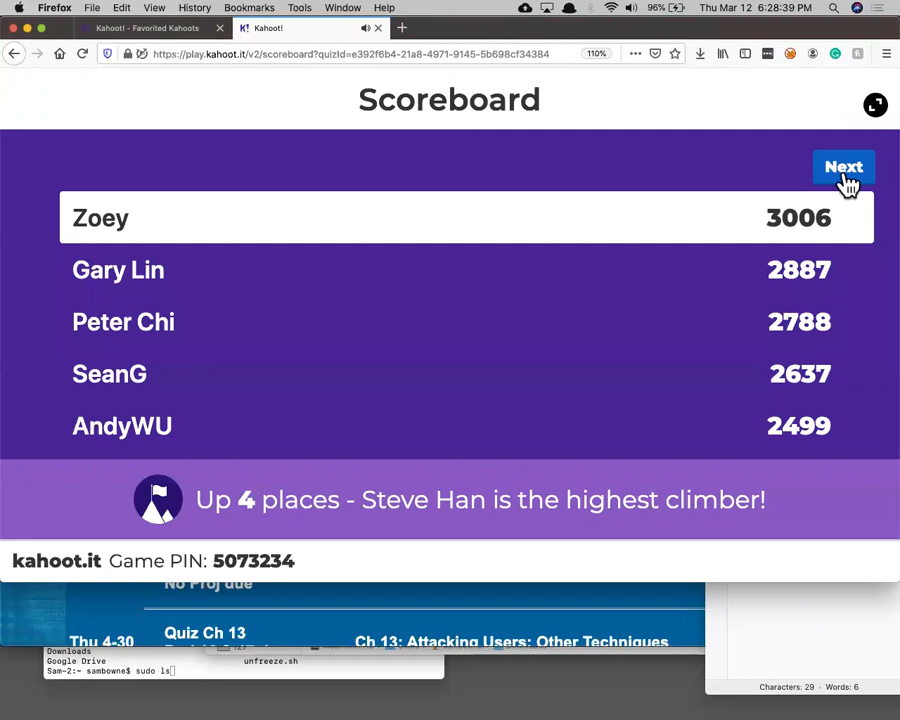 Firefox File Edit View History Bookmarks Tools Window Help 96% Thu Mar 12 6:28:39 PM
Kahoot! - Favorited Kahoots K! Kahoot!
https://play.kahoot.it/v2/scoreboard?quizId=e392f6b4-21a8-4971-9145-5b698cf34384 110%
Scoreboard
Next
Zoey 3006
Gary Lin 2887
Peter Chi 2788
SeanG 2637
AndyWU 2499
Up 4 places - Steve Han is the highest climber!
kahoot.it Game PIN: 5073234
No Proj due
Quiz Ch 13
Thu 4-30 Ch 13: Attacking Users: Other Techniques
Downloads
Google Drive unfreeze.sh
Sam-2:~ sambowne$ sudo ls
Characters: 29 · Words: 6